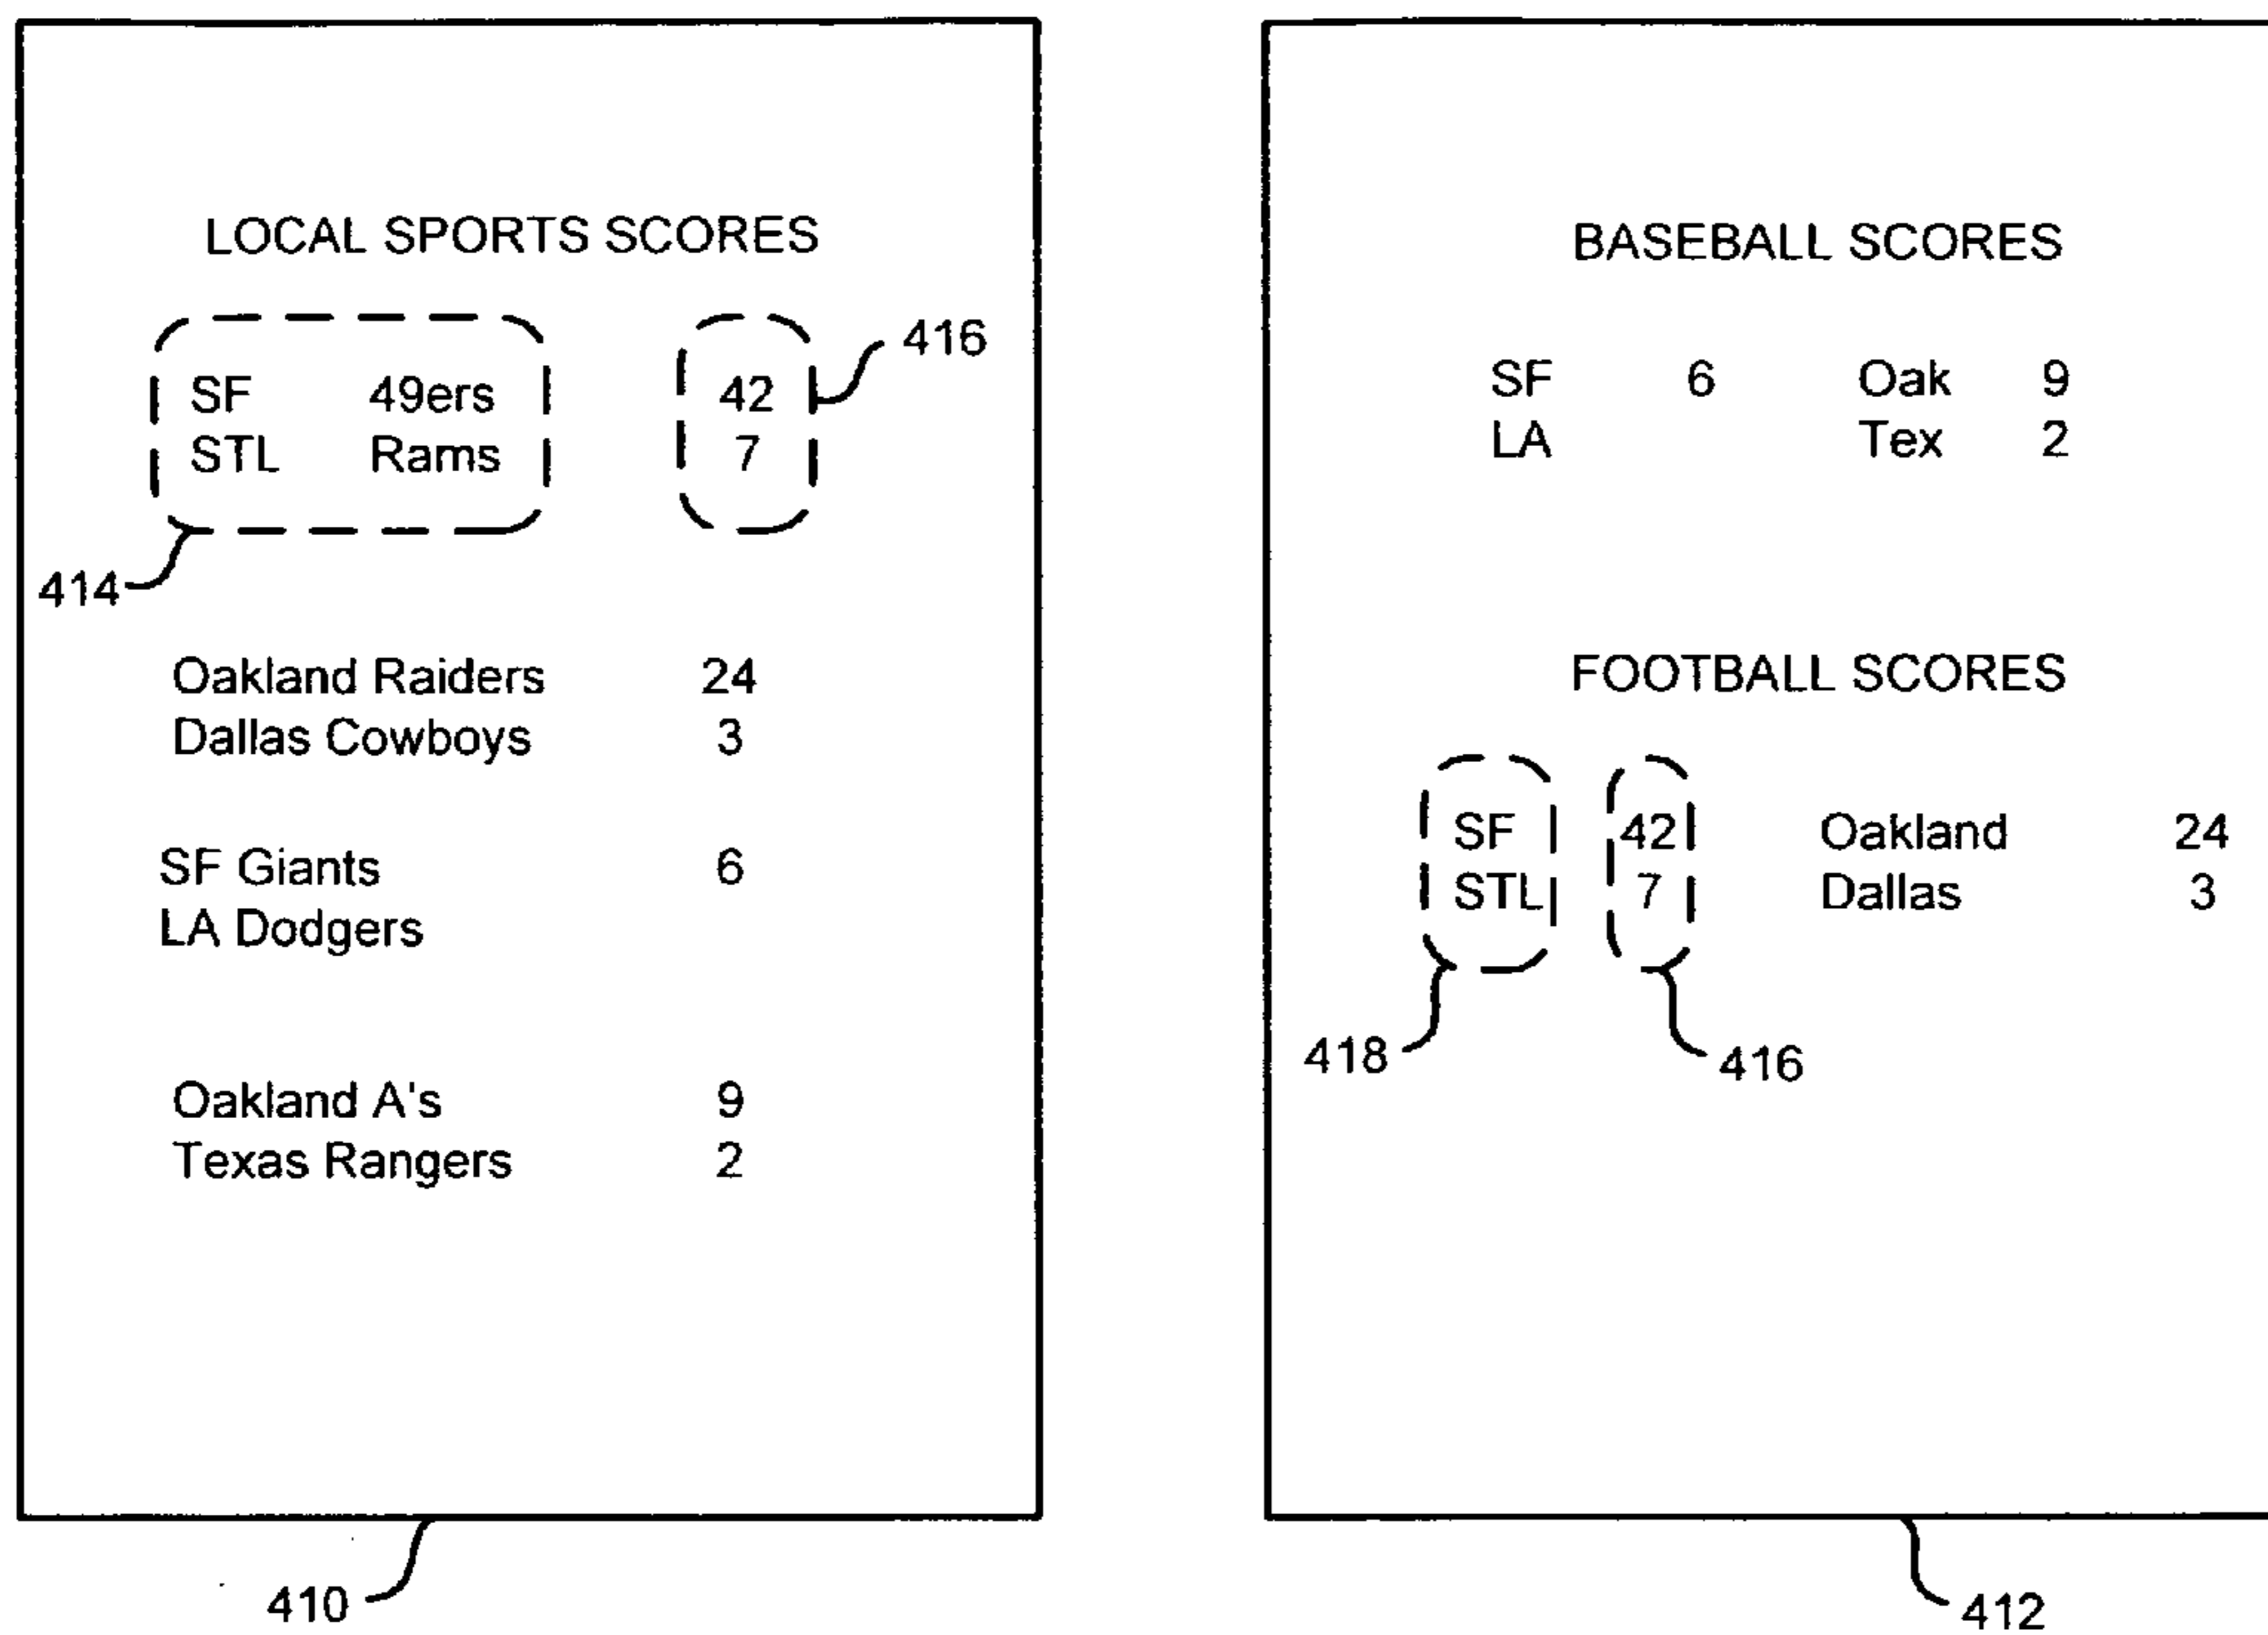 LOCAL SPORTS SCORES
416
SF 49ers 42
STL Rams 7
414
Oakland Raiders 24
Dallas Cowboys 3
SF Giants 6
LA Dodgers
Oakland A's 9
Texas Rangers 2
410
BASEBALL SCORES
SF 6 Oak 9
LA Tex 2
FOOTBALL SCORES
SF 42 Oakland 24
STL 7 Dallas 3
418 416
412